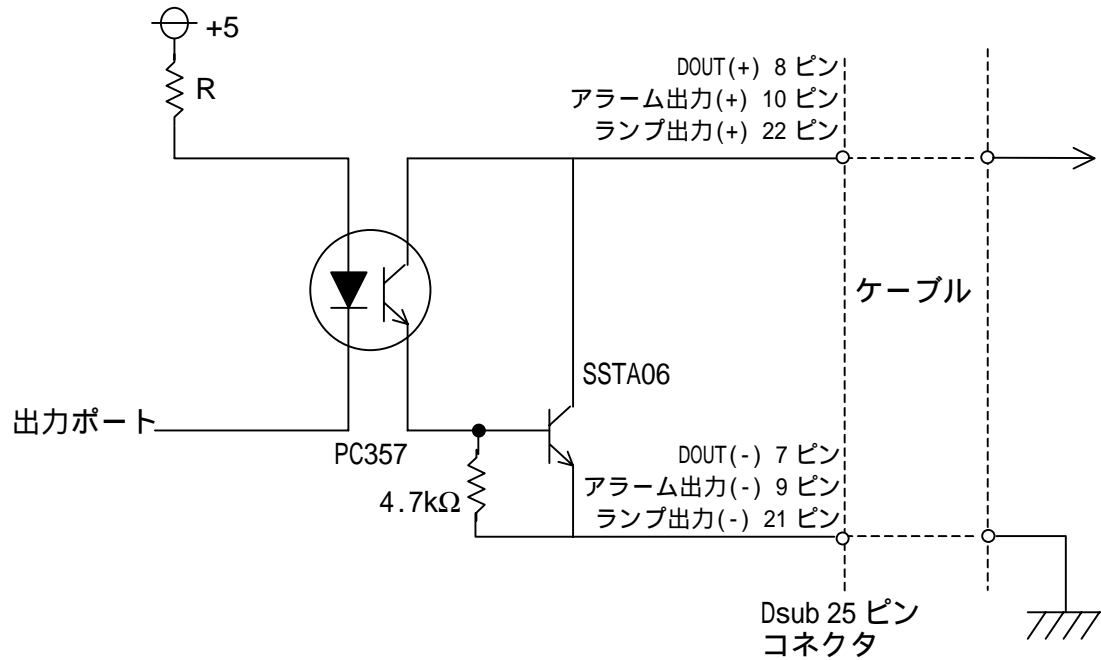 +5
R
DOUT(+) 8 ピン
アラーム出力(+) 10 ピン
ランプ出力(+) 22 ピン
ケーブル
SSTA06
出力ポート
PC357
4.7kΩ
DOUT(-) 7 ピン
アラーム出力(-) 9 ピン
ランプ出力(-) 21 ピン
Dsub 25 ピン
コネクタ